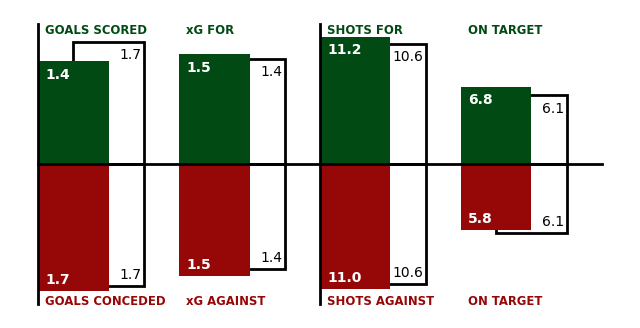 GOALS SCORED xG FOR SHOTS FOR ON TARGET
1.4 1.7 1.5 1.4 11.2 10.6 6.8 6.1
1.7 1.7 1.5 1.4 11.0 10.6 5.8 6.1
GOALS CONCEDED xG AGAINST SHOTS AGAINST ON TARGET